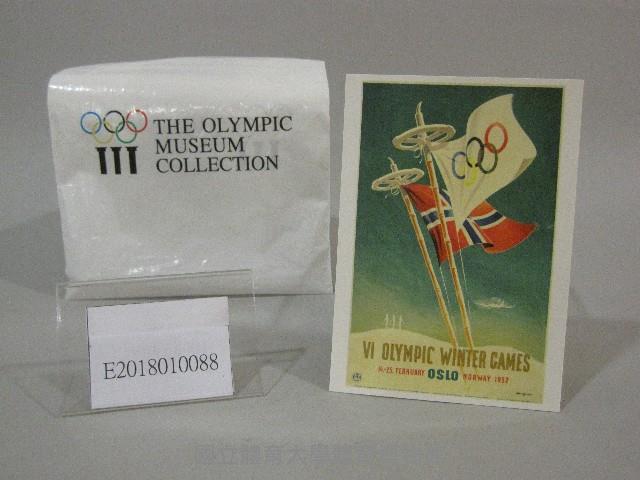 THE OLYMPIC
MUSEUM
COLLECTION
E2018010088
VI OLYMPIC WINTER GAMES
14.-25. FEBRUARY OSLO NORWAY 1952